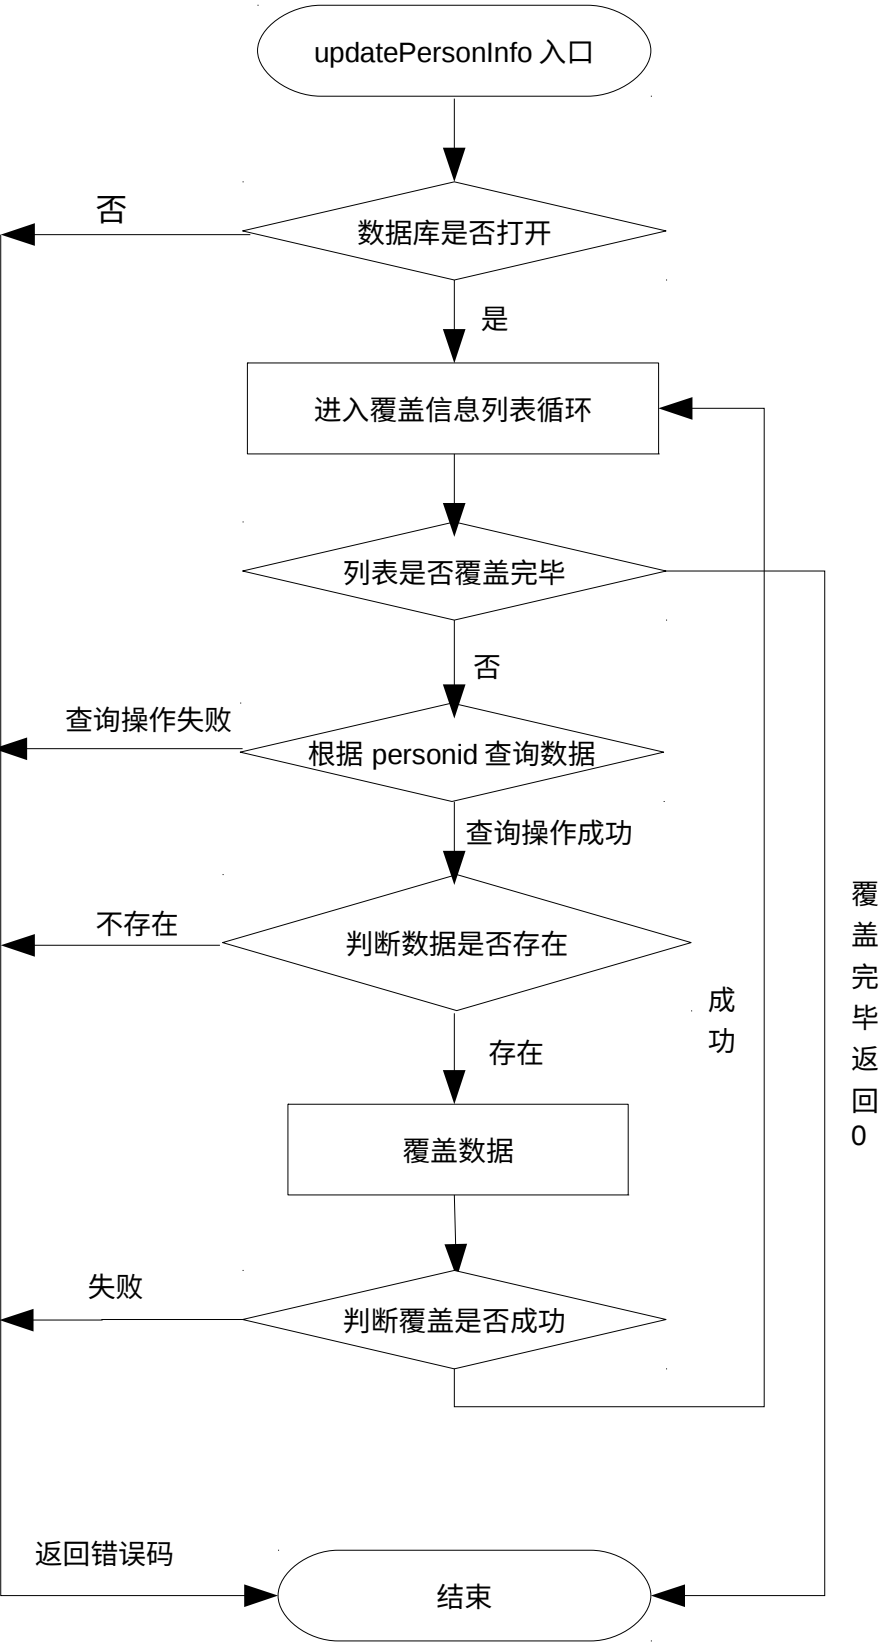 updatePersonInfo 入口
否
数据库是否打开
是
进入覆盖信息列表循环
列表是否覆盖完毕
否
查询操作失败
根据 personid 查询数据
查询操作成功
不存在
判断数据是否存在
存在
成
功
覆
盖
完
毕
返
回
0
覆盖数据
失败
判断覆盖是否成功
返回错误码
结束